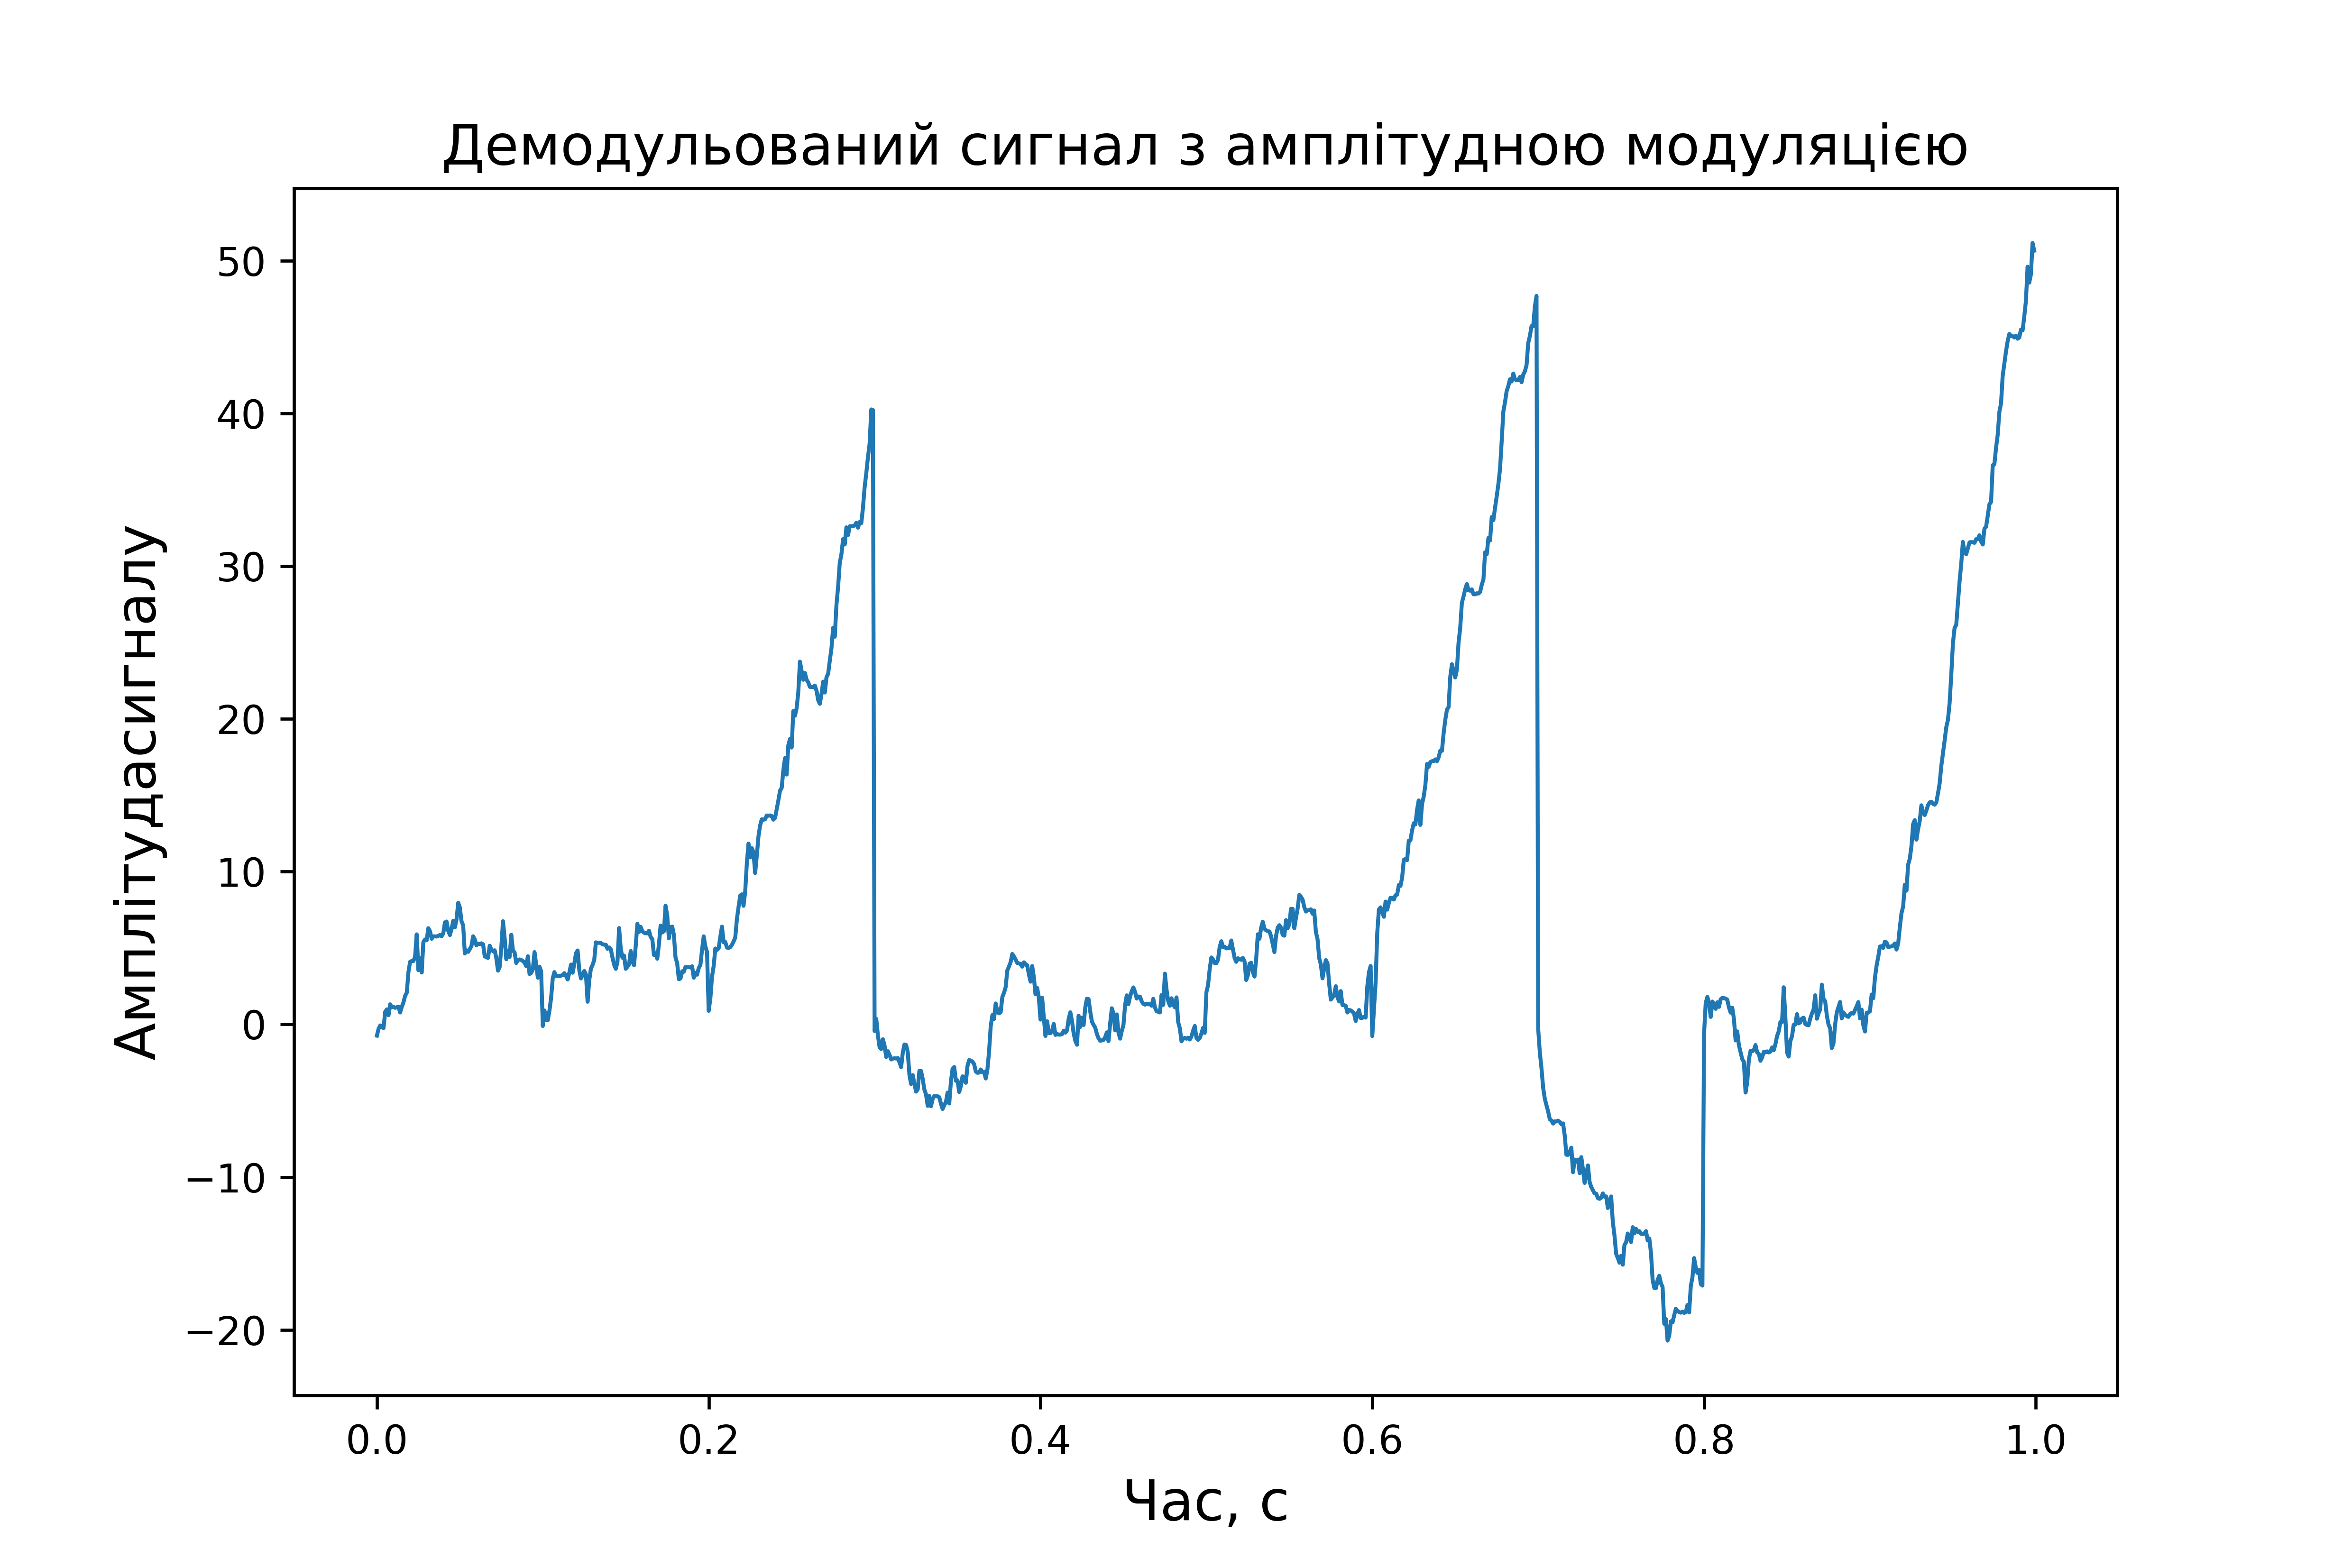 Демодульований сигнал з амплітудною модуляцією
Амплітудасигналу
50
40
30
20
10
0
−10
−20
0.0 0.2 0.4 0.6 0.8 1.0
Час, с